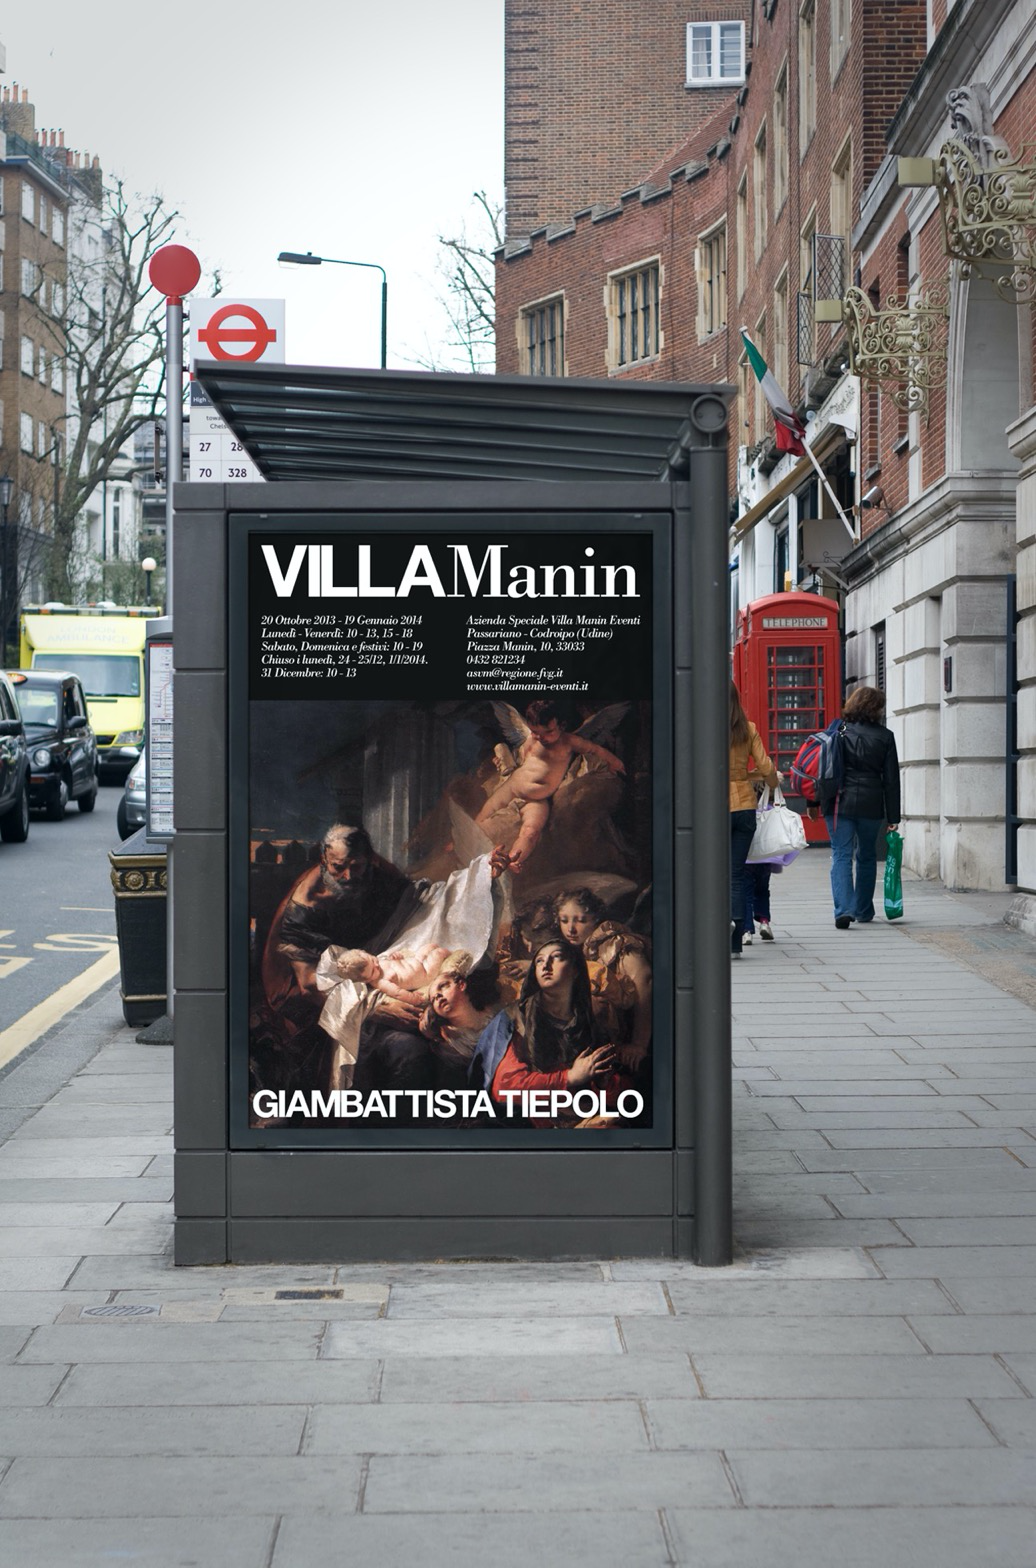 27 28
70 328
VILLA Manin
20 Ottobre 2013 - 19 Gennaio 2014
Lunedì - Venerdì: 10 - 13, 15 - 18
Sabato, Domenica e festivi: 10 - 19
Chiuso i lunedì, 24 - 25/12, 1/1/2014.
31 Dicembre: 10 - 13
Azienda Speciale Villa Manin Eventi
Passariano - Codroipo (Udine)
Piazza Manin, 10, 33033
0432 821234
asvm@regione.fvg.it
www.villamanin-eventi.it
GIAMBATTISTA TIEPOLO
TELEPHONE